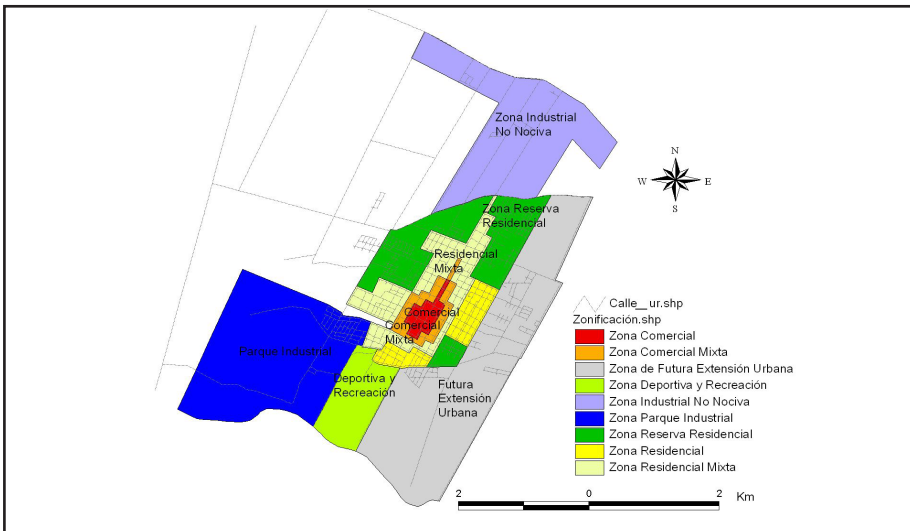 Zona Industrial
No Nociva
N
W E
S
Zona Reserva
Residencial
Residencial
Mixta
Comercial
Comercial
Mixta
Parque Industrial
Deportiva y
Recreación
Futura
Extensión
Urbana
Calle_ur.shp
Zonificación.shp
Zona Comercial
Zona Comercial Mixta
Zona de Futura Extensión Urbana
Zona Deportiva y Recreación
Zona Industrial No Nociva
Zona Parque Industrial
Zona Reserva Residencial
Zona Residencial
Zona Residencial Mixta
2 0 2 Km